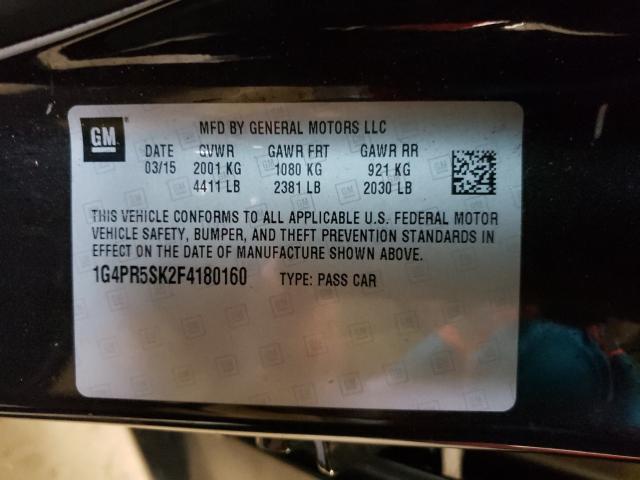 GM MFD BY GENERAL MOTORS LLC
DATE GVWR GAWR FRT GAWR RR
03/15 2001 KG 1080 KG 921 KG
4411 LB 2381 LB 2030 LB
THIS VEHICLE CONFORMS TO ALL APPLICABLE U.S. FEDERAL MOTOR
VEHICLE SAFETY, BUMPER, AND THEFT PREVENTION STANDARDS IN
EFFECT ON THE DATE OF MANUFACTURE SHOWN ABOVE.
1G4PR5SK2F4180160 TYPE: PASS CAR